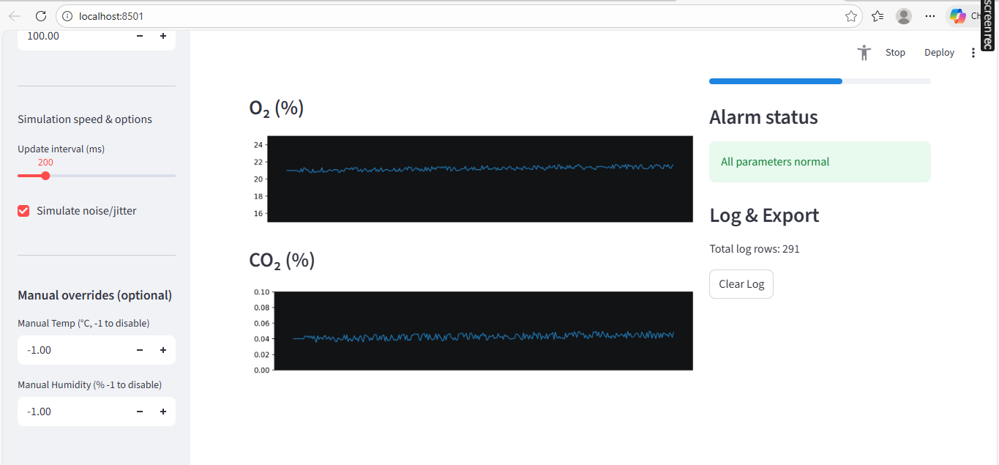 localhost:8501
Ch
screenrec
100.00
Stop
Deploy
Simulation speed & options
Update interval (ms)
200
Simulate noise/jitter
Manual overrides (optional)
Manual Temp (°C, -1 to disable)
-1.00
Manual Humidity (% -1 to disable)
-1.00
O₂ (%)
24
22
20
18
16
CO₂ (%)
0.10
0.08
0.06
0.04
0.02
0.00
Alarm status
All parameters normal
Log & Export
Total log rows: 291
Clear Log